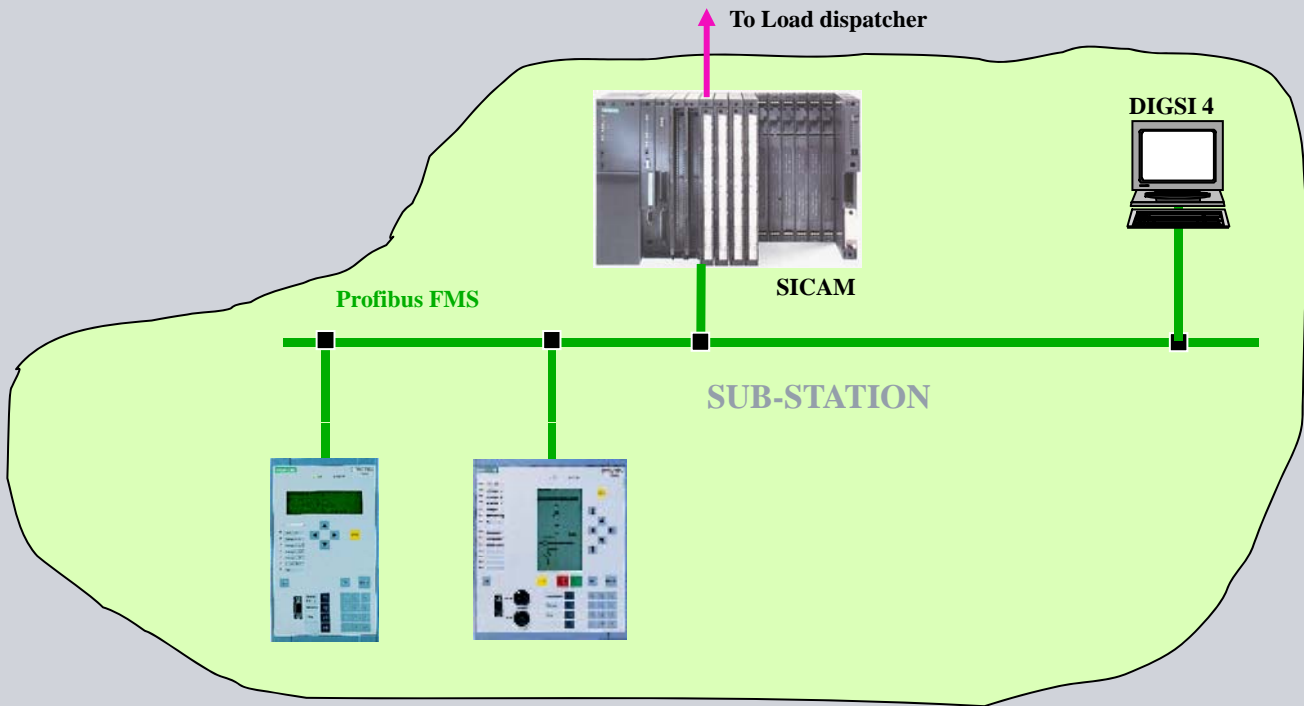 To Load dispatcher
DIGSI 4
SICAM
Profibus FMS
SUB-STATION